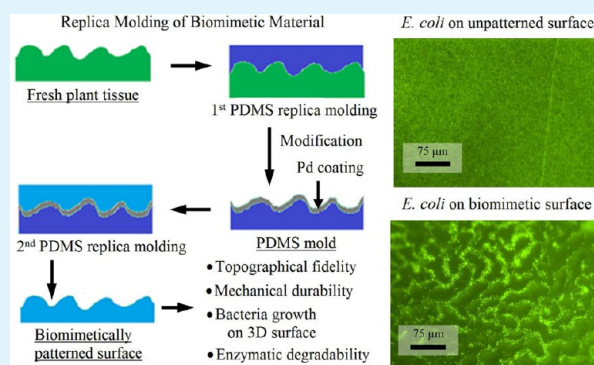 Replica Molding of Biomimetic Material
Fresh plant tissue
1st PDMS replica molding
Modification
Pd coating
2nd PDMS replica molding
PDMS mold
Biomimetically
patterned surface
• Topographical fidelity
• Mechanical durability
• Bacteria growth
on 3D surface
• Enzymatic degradability
E. coli on unpatterned surface
75 µm
E. coli on biomimetic surface
75 µm